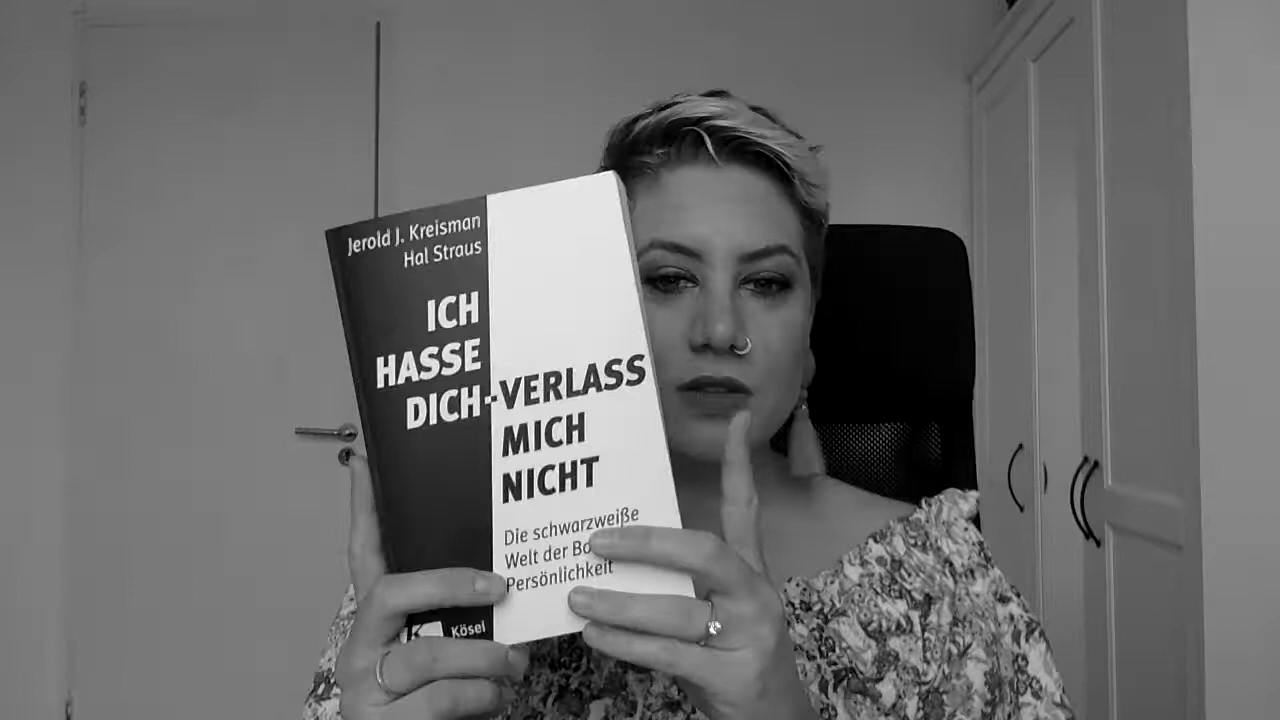 Jerold J. Kreisman
Hal Straus
ICH
HASSE
DICH-VERLASS
MICH
NICHT
Die schwarzweiße
Welt der
Persönlichkeit
Kösel